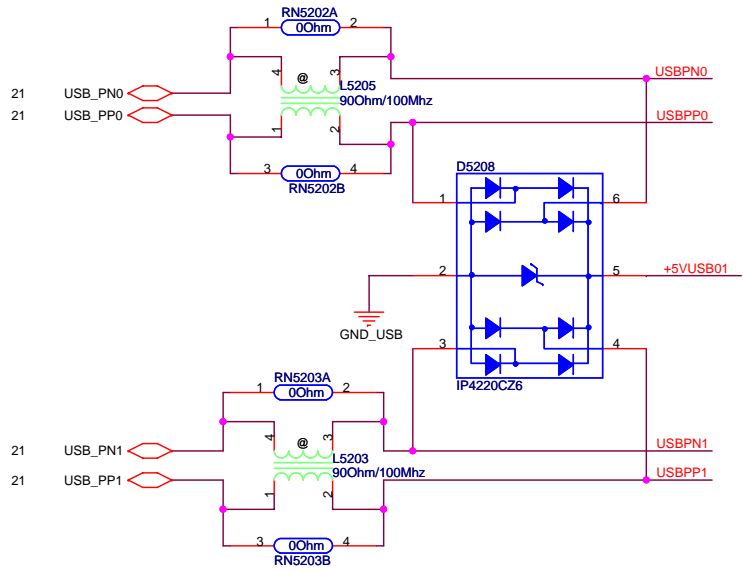 RN5202A
1 0Ohm 2
4 @ 3
L5205
90Ohm/100Mhz
21 USB_PN0
21 USB_PP0
1 2
3 0Ohm 4
RN5202B
USBPN0
USBPP0
D5208
1 6
2 5
+5VUSB01
GND_USB
3 4
IP4220CZ6
RN5203A
1 0Ohm 2
4 @ 3
L5203
90Ohm/100Mhz
21 USB_PN1
21 USB_PP1
1 2
3 0Ohm 4
RN5203B
USBPN1
USBPP1